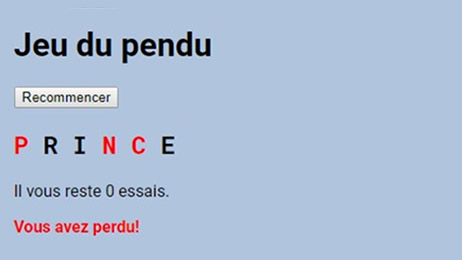 Jeu du pendu
Recommencer
P R I N C E
Il vous reste 0 essais.
Vous avez perdu!